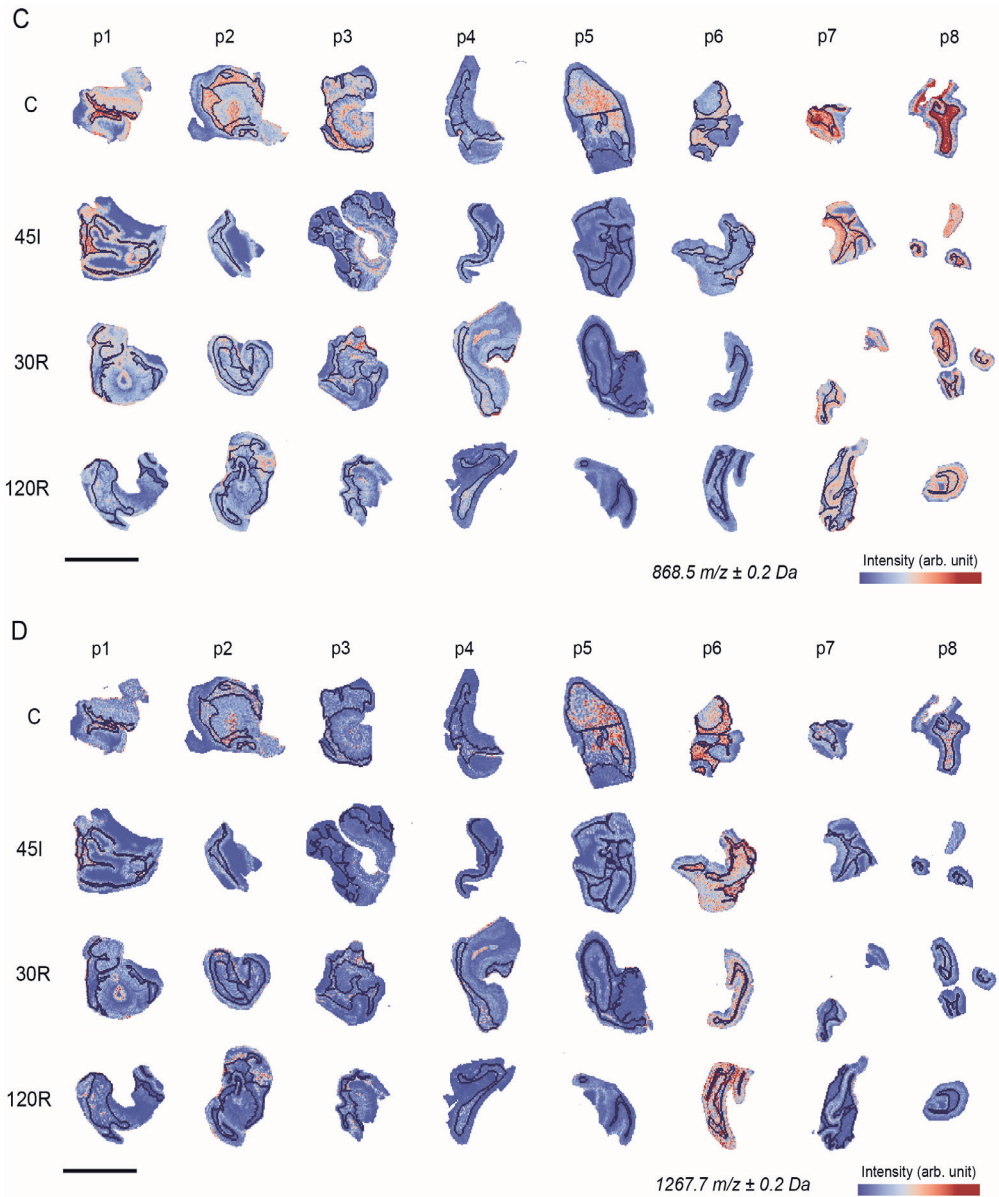 C
p1 p2 p3 p4 p5 p6 p7 p8
C
45I
30R
120R
868.5 m/z ± 0.2 Da
Intensity (arb. unit)
D
p1 p2 p3 p4 p5 p6 p7 p8
C
45I
30R
120R
1267.7 m/z ± 0.2 Da
Intensity (arb. unit)